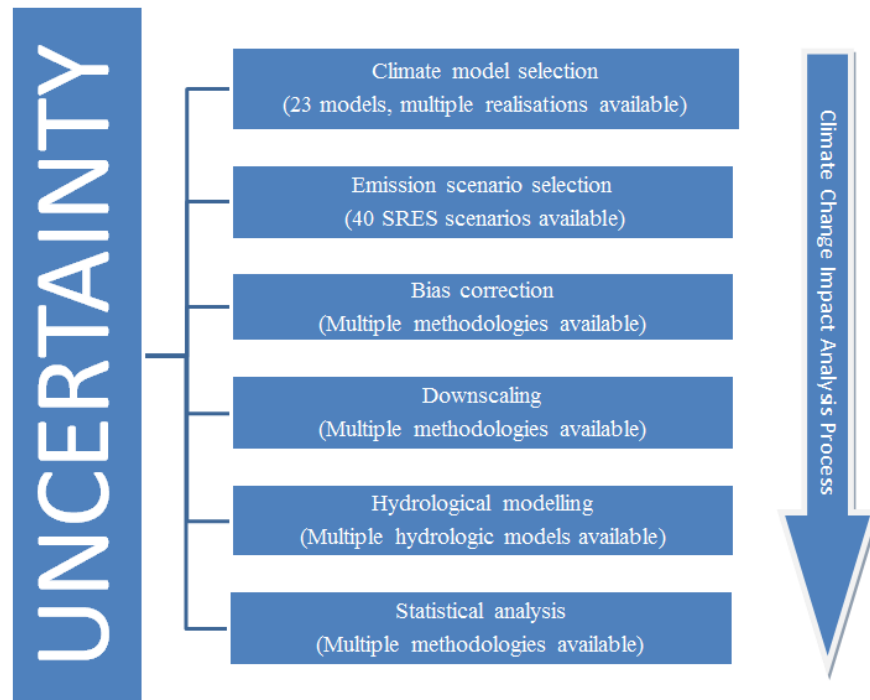 UNCERTAINTY
Climate model selection
(23 models, multiple realisations available)
Emission scenario selection
(40 SRES scenarios available)
Bias correction
(Multiple methodologies available)
Downscaling
(Multiple methodologies available)
Hydrological modelling
(Multiple hydrologic models available)
Statistical analysis
(Multiple methodologies available)
Climate Change Impact Analysis Process